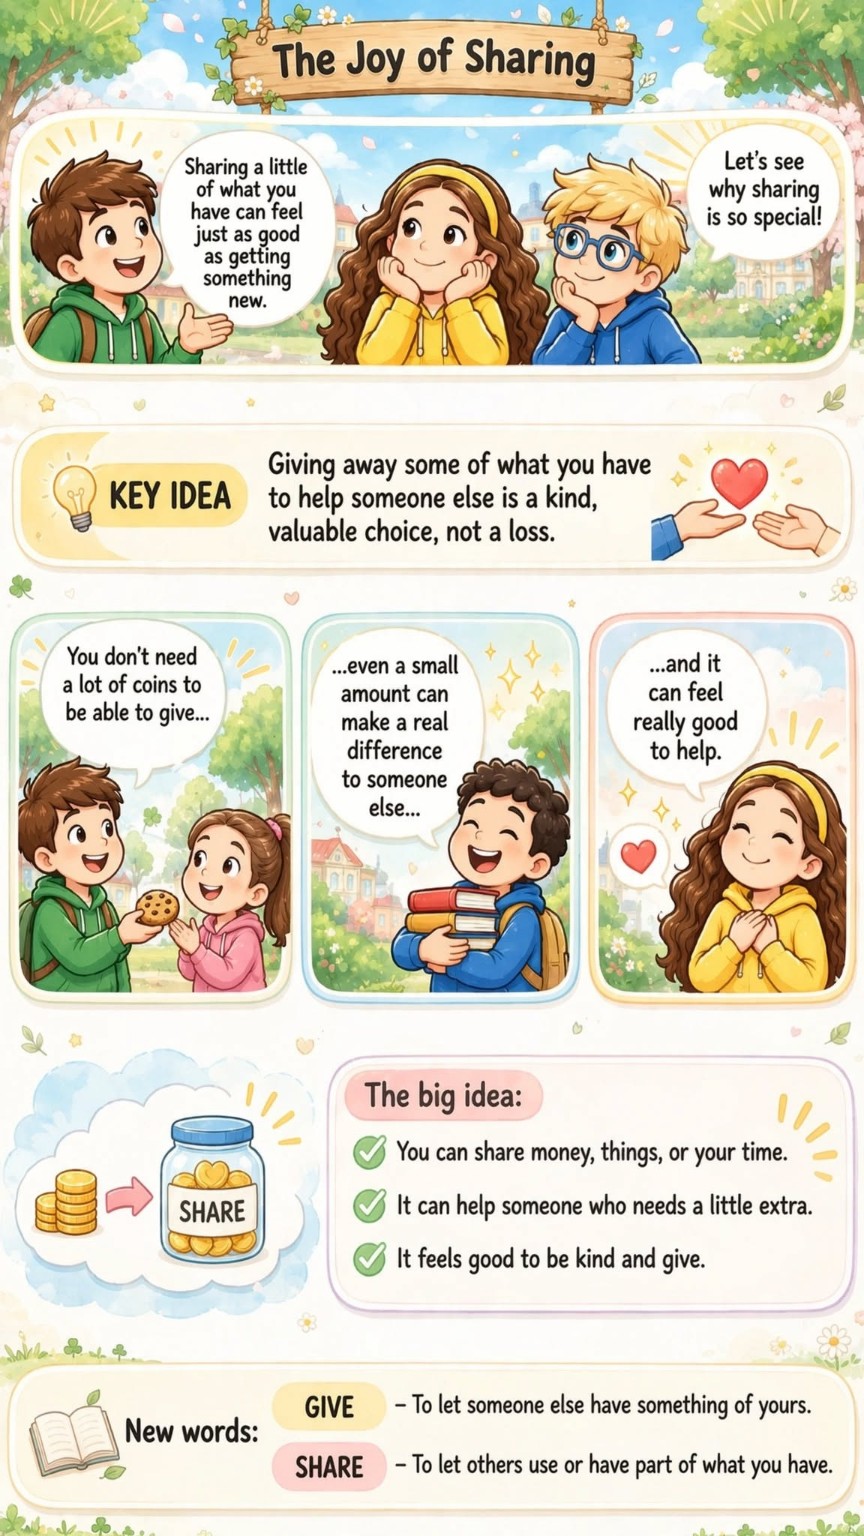 The Joy of Sharing
Sharing a little
of what you
have can feel
just as good
as getting
something
new.
Let's see
why sharing
is so special!
KEY IDEA
Giving away some of what you have
to help someone else is a kind,
valuable choice, not a loss.
You don't need
a lot of coins to
be able to give...
...even a small
amount can
make a real
difference
to someone
else...
...and it
can feel
really good
to help.
SHARE
The big idea:
You can share money, things, or your time.
It can help someone who needs a little extra.
It feels good to be kind and give.
New words:
GIVE – To let someone else have something of yours.
SHARE – To let others use or have part of what you have.